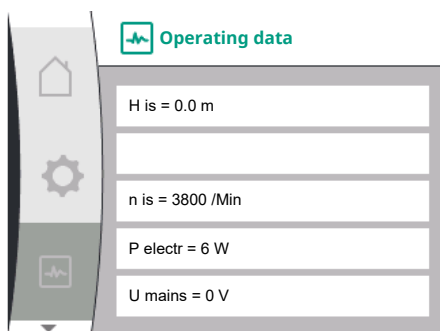 Operating data
H is = 0.0 m
n is = 3800 /Min
P electr = 6 W
U mains = 0 V